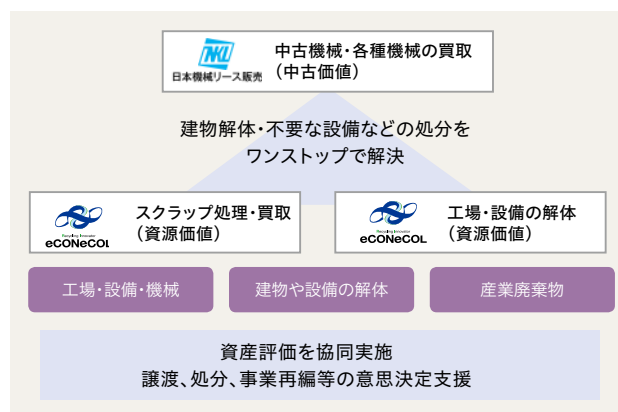 NKL
日本機械リース販売
中古機械・各種機械の買取
（中古価値）
建物解体・不要な設備などの処分を
ワンストップで解決
Recycling Innovator
eCONeCOL
スクラップ処理・買取
（資源価値）
Recycling Innovator
eCONeCOL
工場・設備の解体
（資源価値）
工場・設備・機械
建物や設備の解体
産業廃棄物
資産評価を協同実施
譲渡、処分、事業再編等の意思決定支援